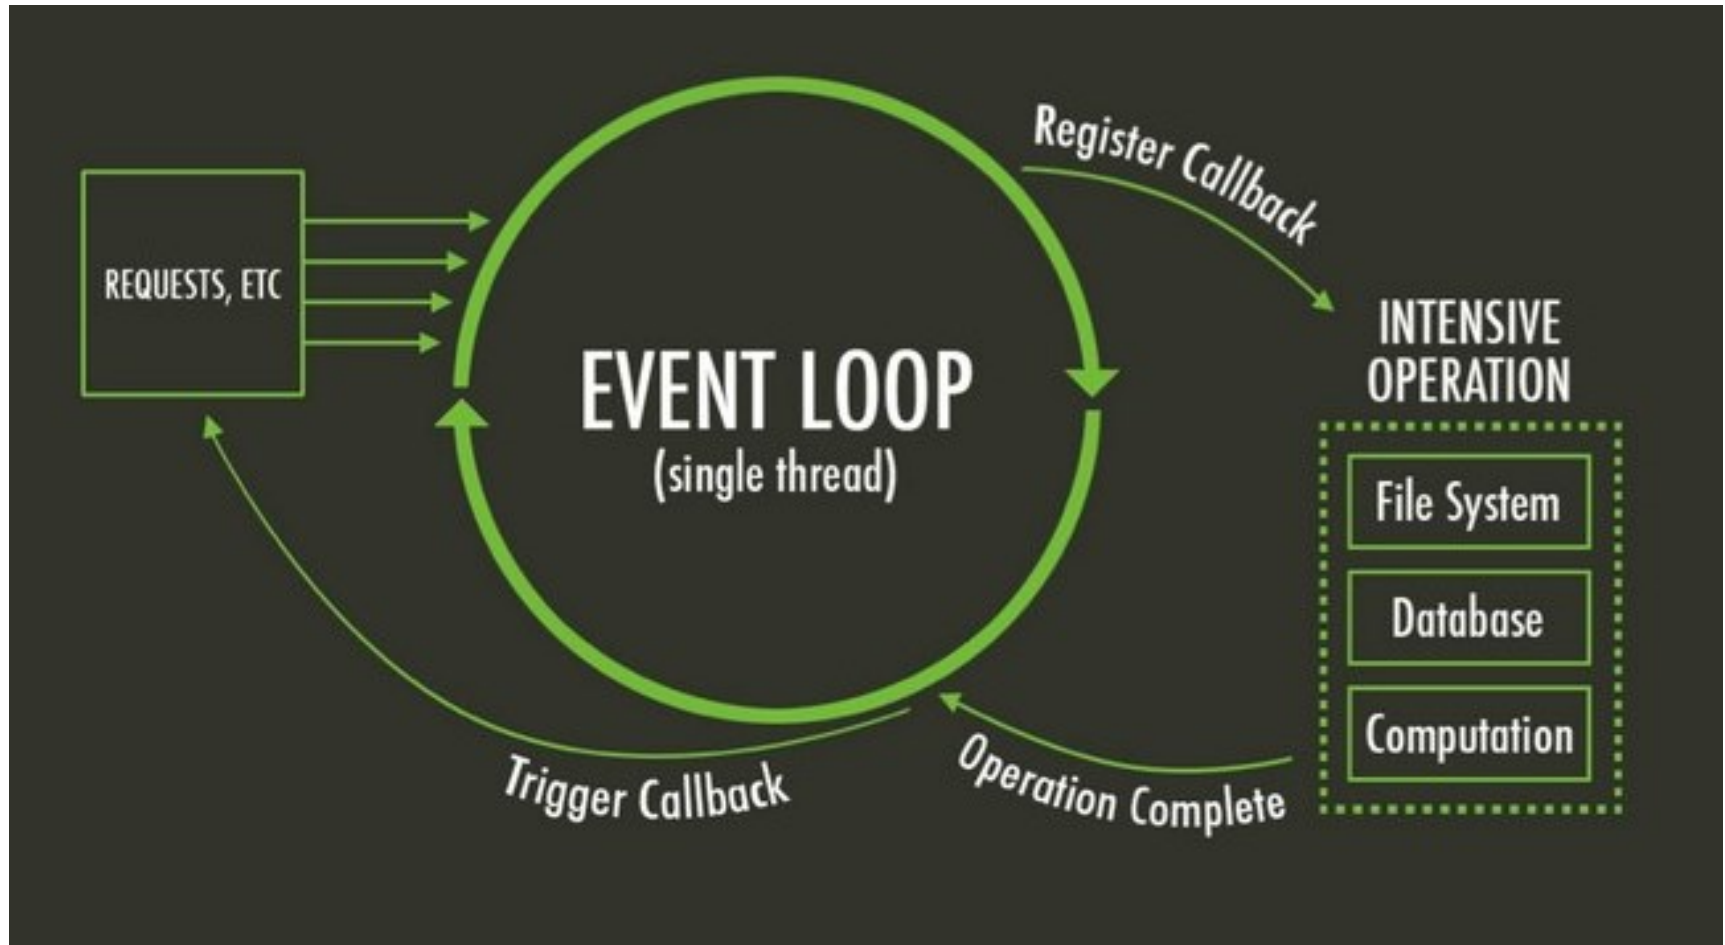 REQUESTS, ETC
EVENT LOOP
(single thread)
Register Callback
INTENSIVE
OPERATION
File System
Database
Computation
Operation Complete
Trigger Callback